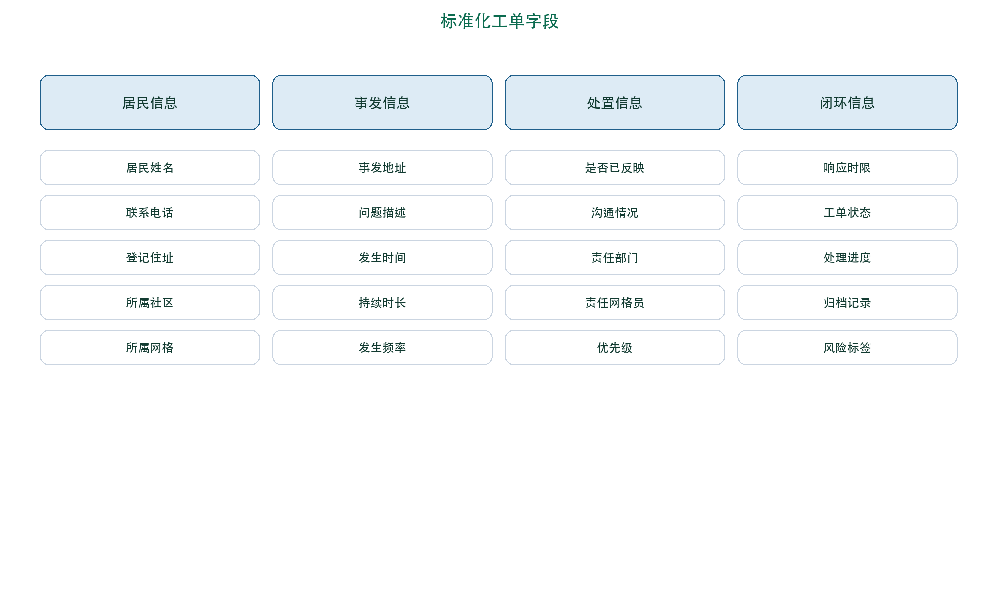 标准化工单字段
居民信息 事发信息 处置信息 闭环信息
居民姓名 事发地址 是否已反映 响应时限
联系电话 问题描述 沟通情况 工单状态
登记住址 发生时间 责任部门 处理进度
所属社区 持续时长 责任网格员 归档记录
所属网格 发生频率 优先级 风险标签